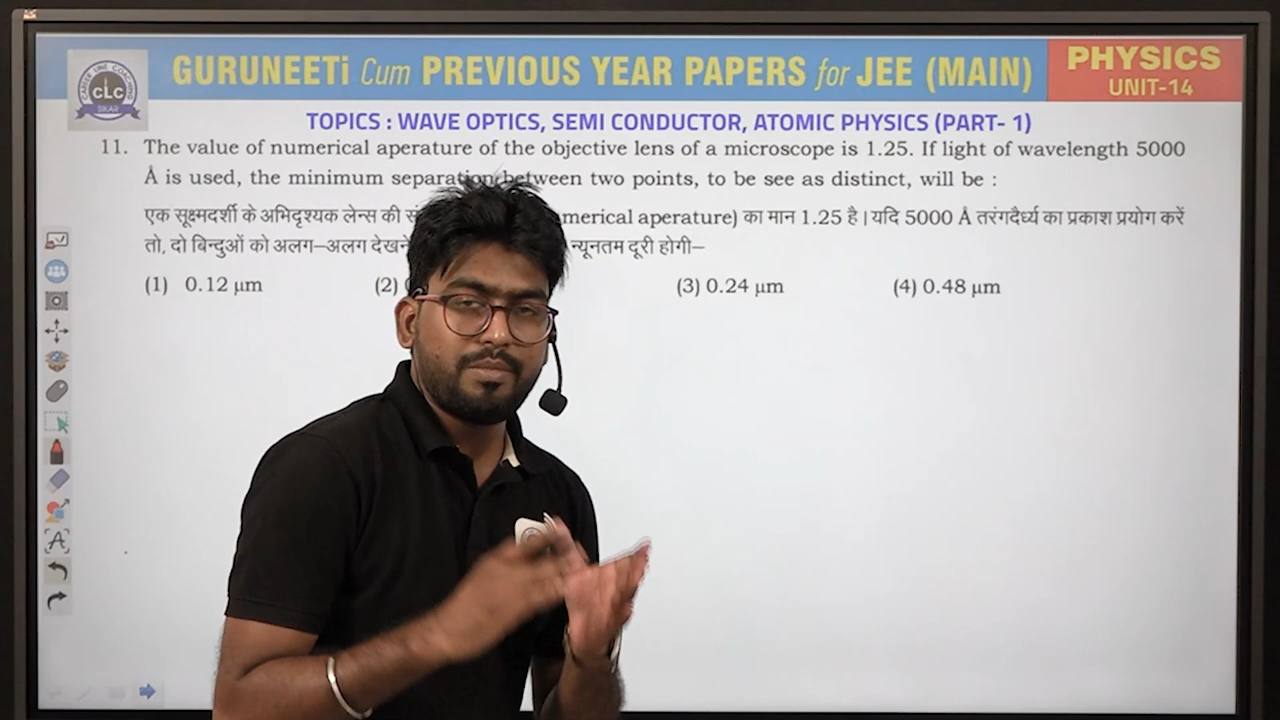 GURUNEETi Cum PREVIOUS YEAR PAPERS for JEE (MAIN)
PHYSICS
UNIT-14
CLC
SIKAR
TOPICS : WAVE OPTICS, SEMI CONDUCTOR, ATOMIC PHYSICS (PART- 1)
11. The value of numerical aperature of the objective lens of a microscope is 1.25. If light of wavelength 5000
Å is used, the minimum separation between two points, to be see as distinct, will be :
एक सूक्ष्मदर्शी के अभिदृश्यक लेन्स की merical aperature) का मान 1.25 है। यदि 5000 Å तरंगदैर्ध्य का प्रकाश प्रयोग करें
तो, दो बिन्दुओं को अलग–अलग न्यूनतम दूरी होगी–
(1) 0.12 μm (2) (3) 0.24 μm (4) 0.48 μm